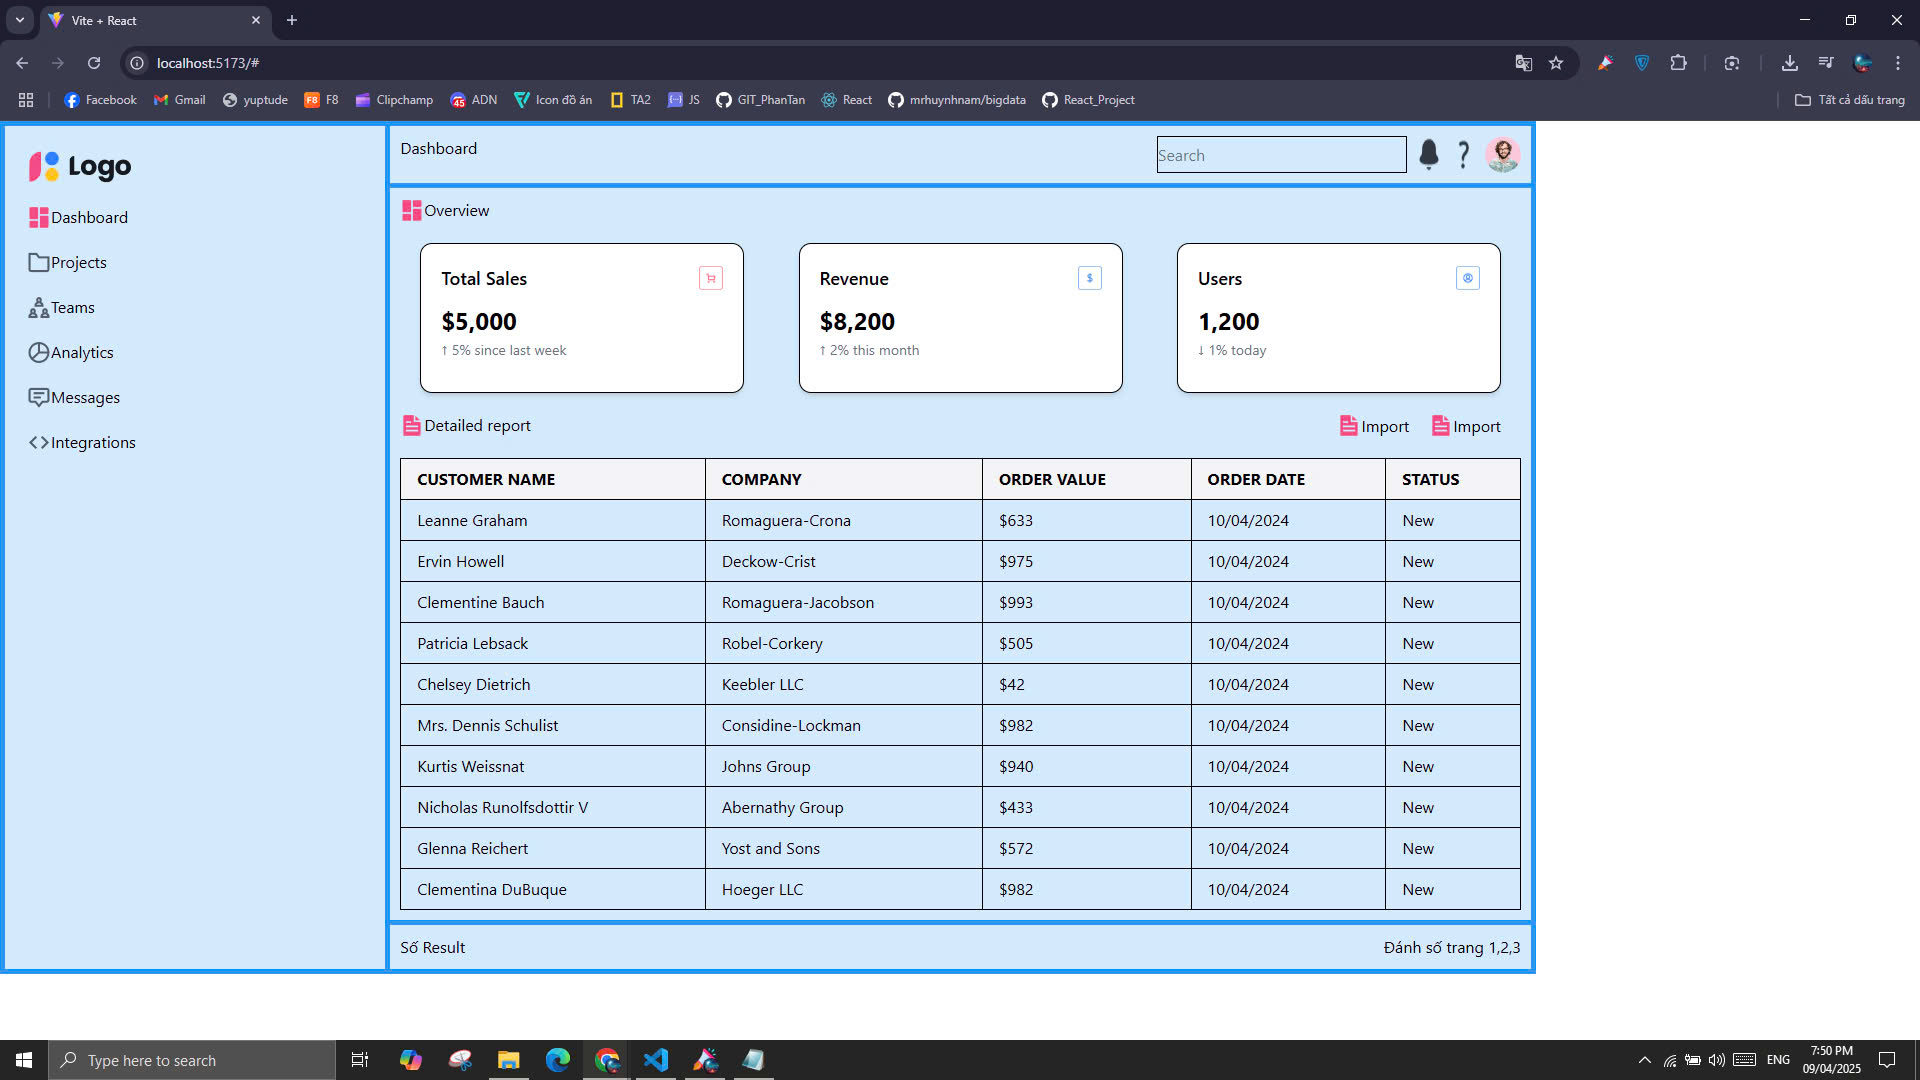 Vite + React
localhost:5173/#
Facebook
Gmail
yuptude
F8 F8
Clipchamp
45 ADN
Icon đồ án
TA2
JS
GIT_PhanTan
React
mrhuynhnam/bigdata
React_Project
Tất cả dấu trang
Logo
Dashboard
Projects
Teams
Analytics
Messages
Integrations
Dashboard
Search
Overview
Total Sales
$5,000
↑ 5% since last week
Revenue
$
$8,200
↑ 2% this month
Users
1,200
↓ 1% today
Detailed report
Import
Import
CUSTOMER NAME COMPANY ORDER VALUE ORDER DATE STATUS
Leanne Graham Romaguera-Crona $633 10/04/2024 New
Ervin Howell Deckow-Crist $975 10/04/2024 New
Clementine Bauch Romaguera-Jacobson $993 10/04/2024 New
Patricia Lebsack Robel-Corkery $505 10/04/2024 New
Chelsey Dietrich Keebler LLC $42 10/04/2024 New
Mrs. Dennis Schulist Considine-Lockman $982 10/04/2024 New
Kurtis Weissnat Johns Group $940 10/04/2024 New
Nicholas Runolfsdottir V Abernathy Group $433 10/04/2024 New
Glenna Reichert Yost and Sons $572 10/04/2024 New
Clementina DuBuque Hoeger LLC $982 10/04/2024 New
Số Result
Đánh số trang 1,2,3
Type here to search
ENG
7:50 PM
09/04/2025